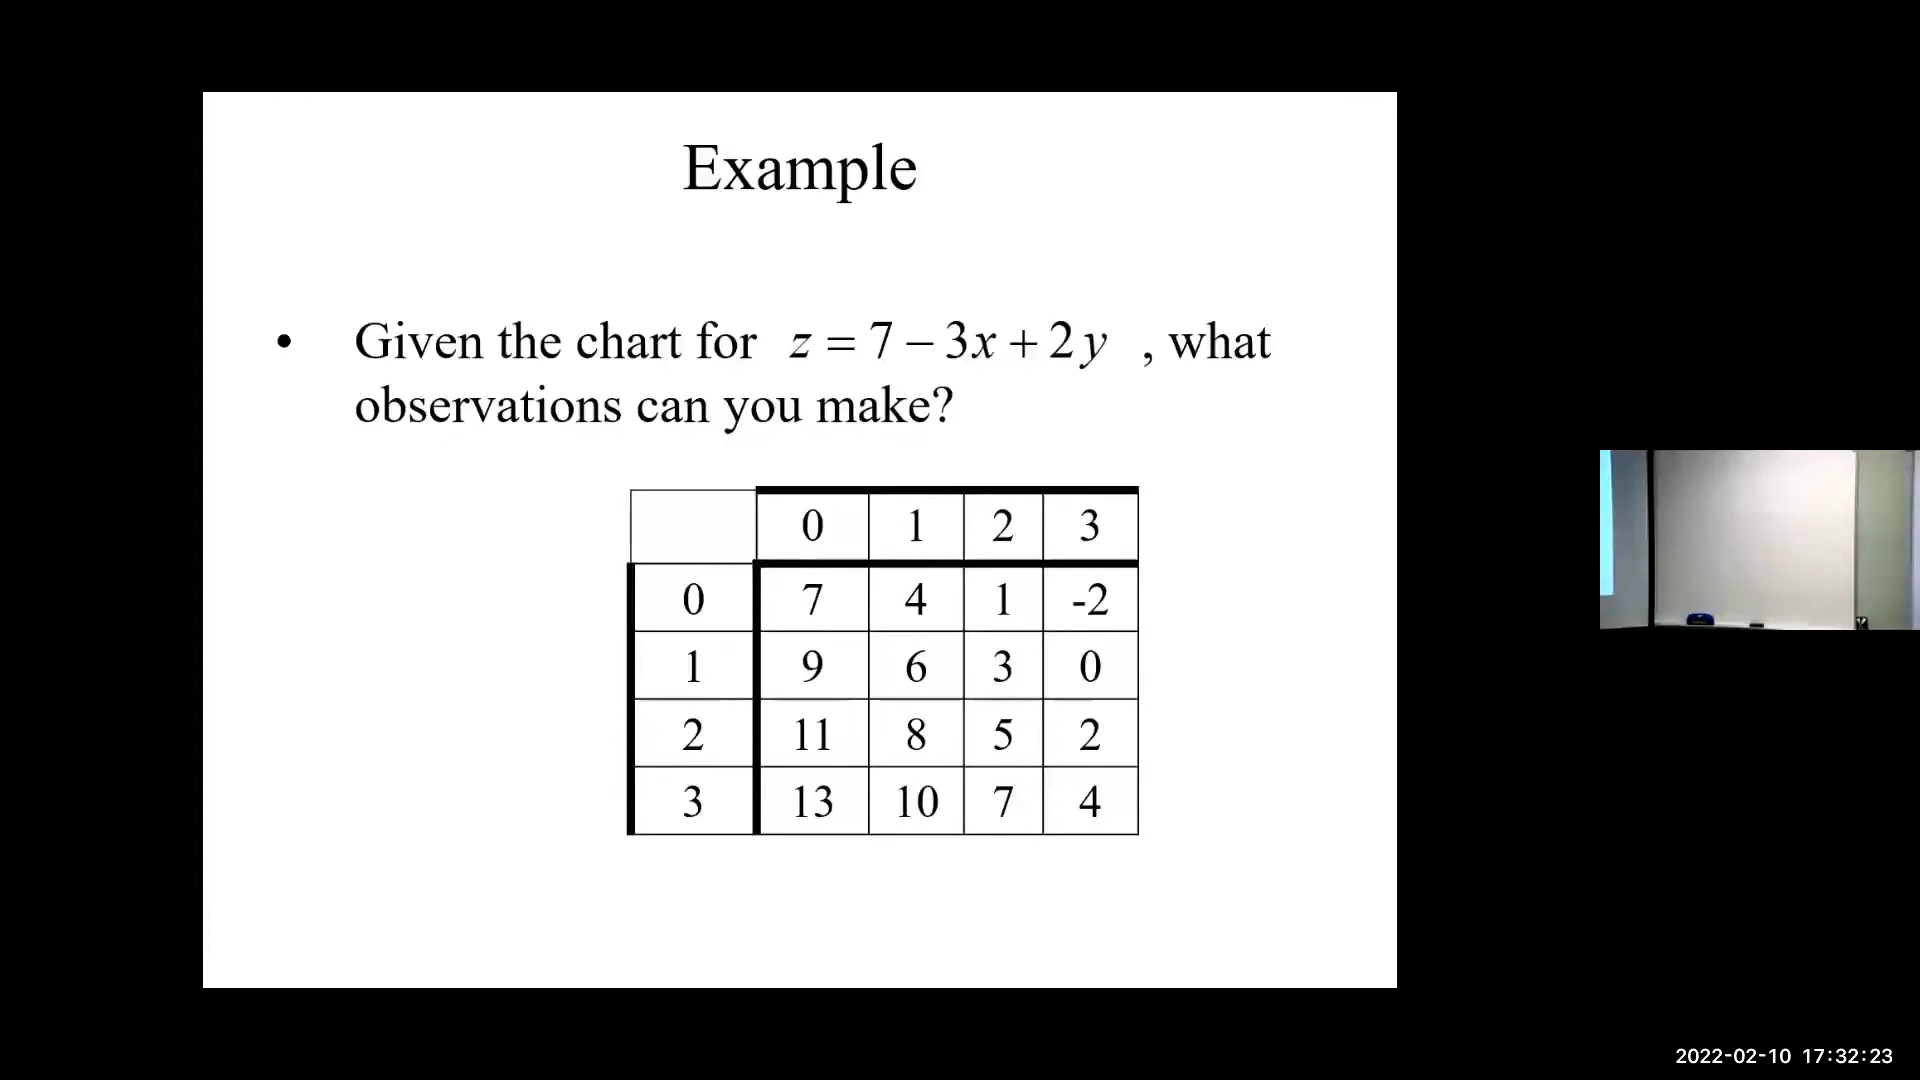 Example
• Given the chart for z = 7 − 3x + 2y , what
observations can you make?
0 1 2 3
0 7 4 1 -2
1 9 6 3 0
2 11 8 5 2
3 13 10 7 4
2022-02-10 17:32:23